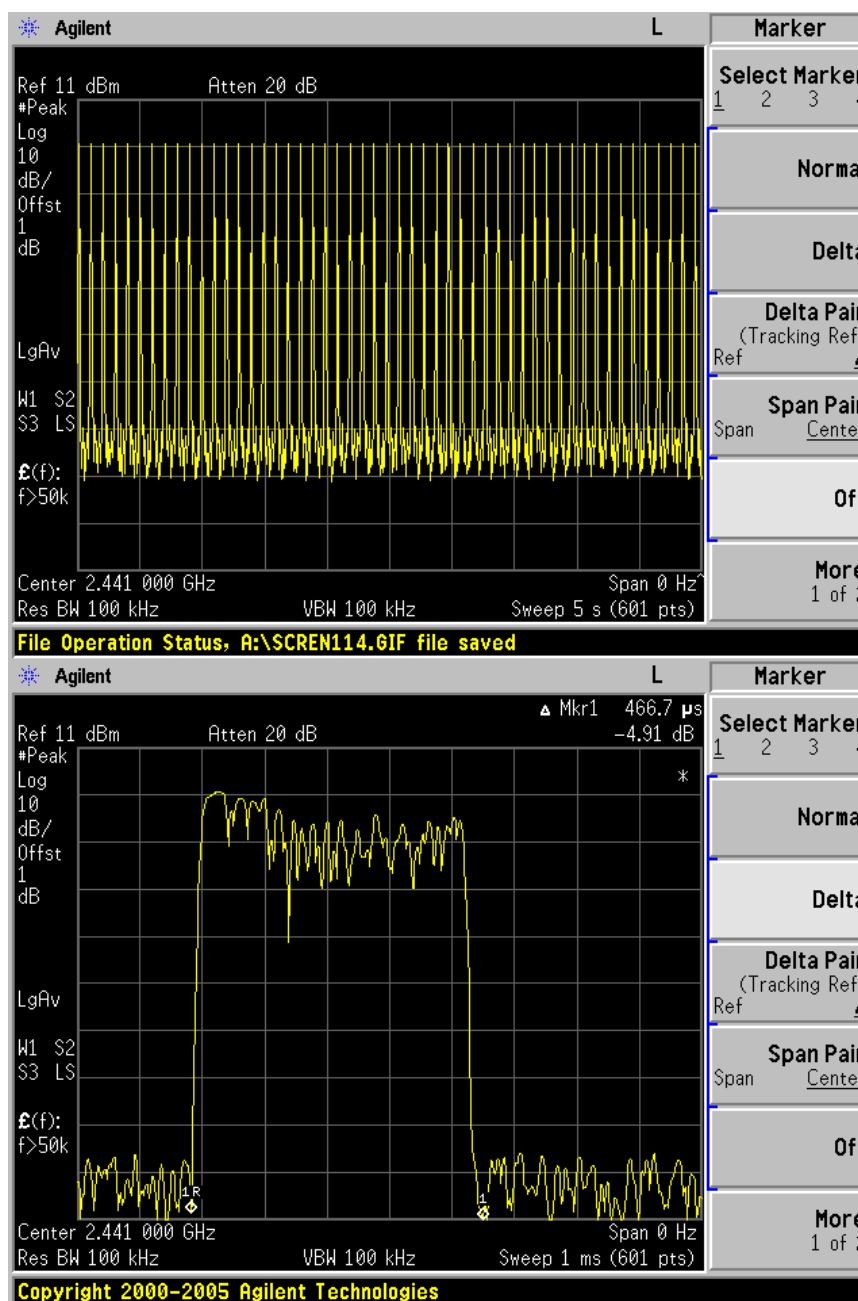 Agilent L Marker
Ref 11 dBm Atten 20 dB
#Peak
Log
10
dB/
Offst
1
dB
LgAv
W1 S2
S3 LS
£(f):
f>50k
Center 2.441 000 GHz Span 0 Hz^
Res BW 100 kHz VBW 100 kHz Sweep 5 s (601 pts)
File Operation Status, A:\SCREN114.GIF file saved
Select Marker
1 2 3
Norma
Delta
Delta Pair
(Tracking Ref
Ref
Span Pair
Span Cente
Of
More
1 of
Agilent L Marker
Δ Mkr1 466.7 µs
Ref 11 dBm Atten 20 dB -4.91 dB
#Peak
Log
10
dB/
Offst
1
dB
LgAv
W1 S2
S3 LS
£(f):
f>50k
*
1R
1
Center 2.441 000 GHz Span 0 Hz
Res BW 100 kHz VBW 100 kHz Sweep 1 ms (601 pts)
Copyright 2000-2005 Agilent Technologies
Select Marker
1 2 3
Norma
Delta
Delta Pair
(Tracking Ref
Ref
Span Pair
Span Cente
Of
More
1 of